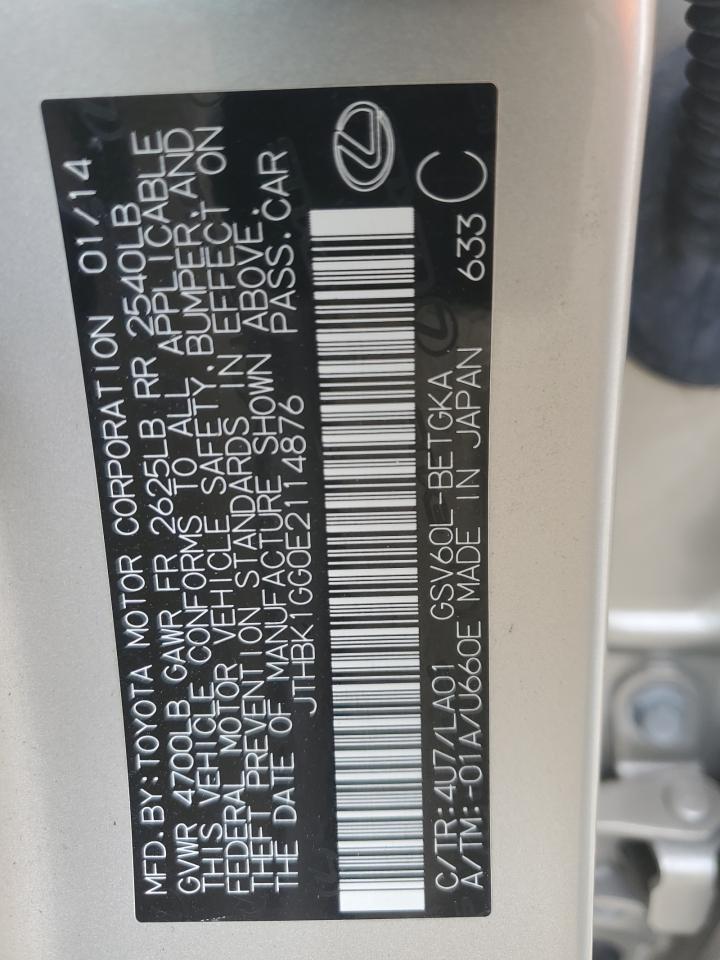 MFD.BY:TOYOTA MOTOR CORPORATION 01/14
GVWR 4700LB GAWR FR 2625LB RR 2540LB
THIS VEHICLE CONFORMS TO ALL APPLICABLE
FEDERAL MOTOR VEHICLE SAFETY,BUMPER,AND
THEFT PREVENTION STANDARDS IN EFFECT ON
THE DATE OF MANUFACTURE SHOWN ABOVE.
JTHBK1GG0E2114876 PASS.CAR
C/TR:4U7/LA01 GSV60L-BETGKA 633 C
A/TM:-01A/U660E MADE IN JAPAN